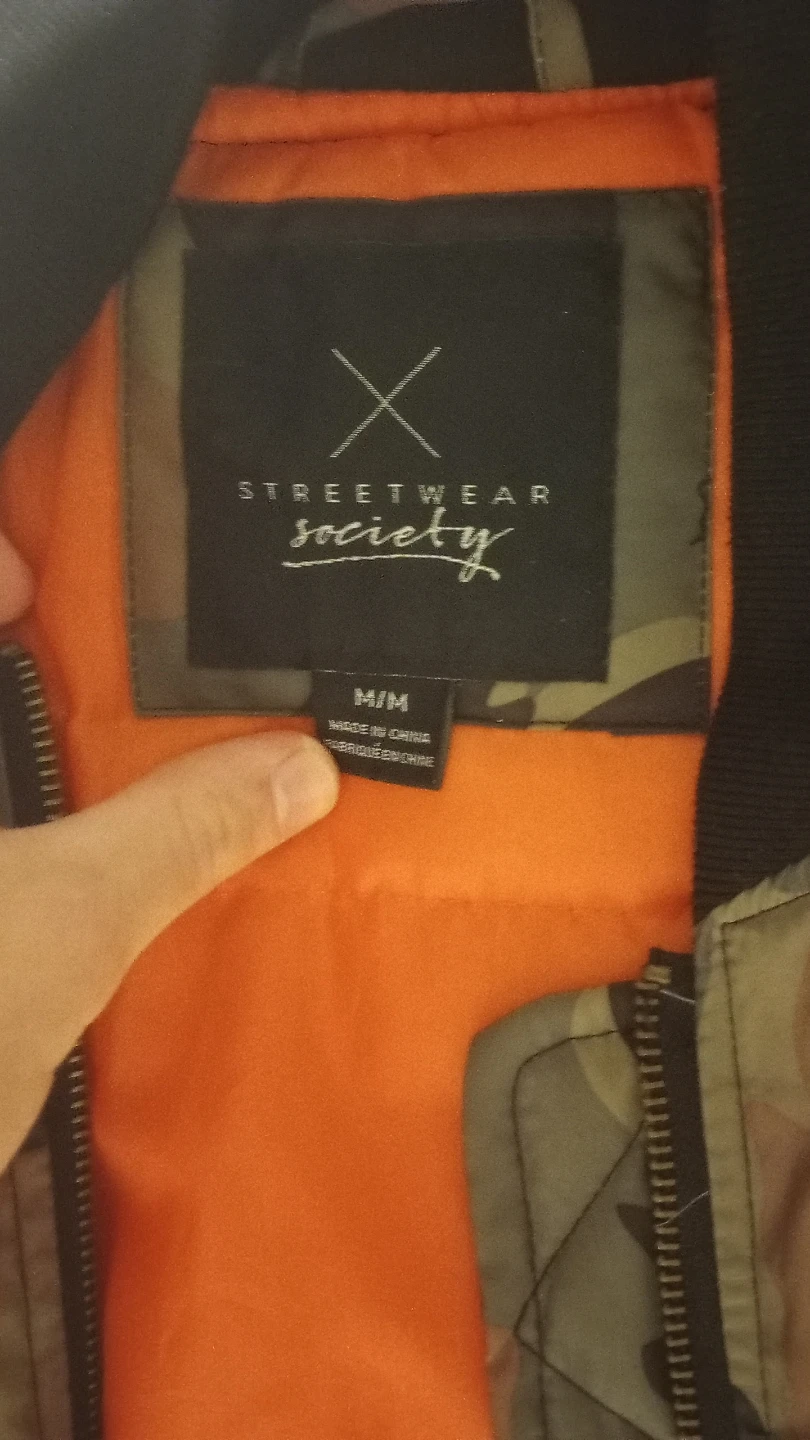 STREETWEAR
society
M/M
MADE IN CHINA
FABRIQUÉ EN CHINE